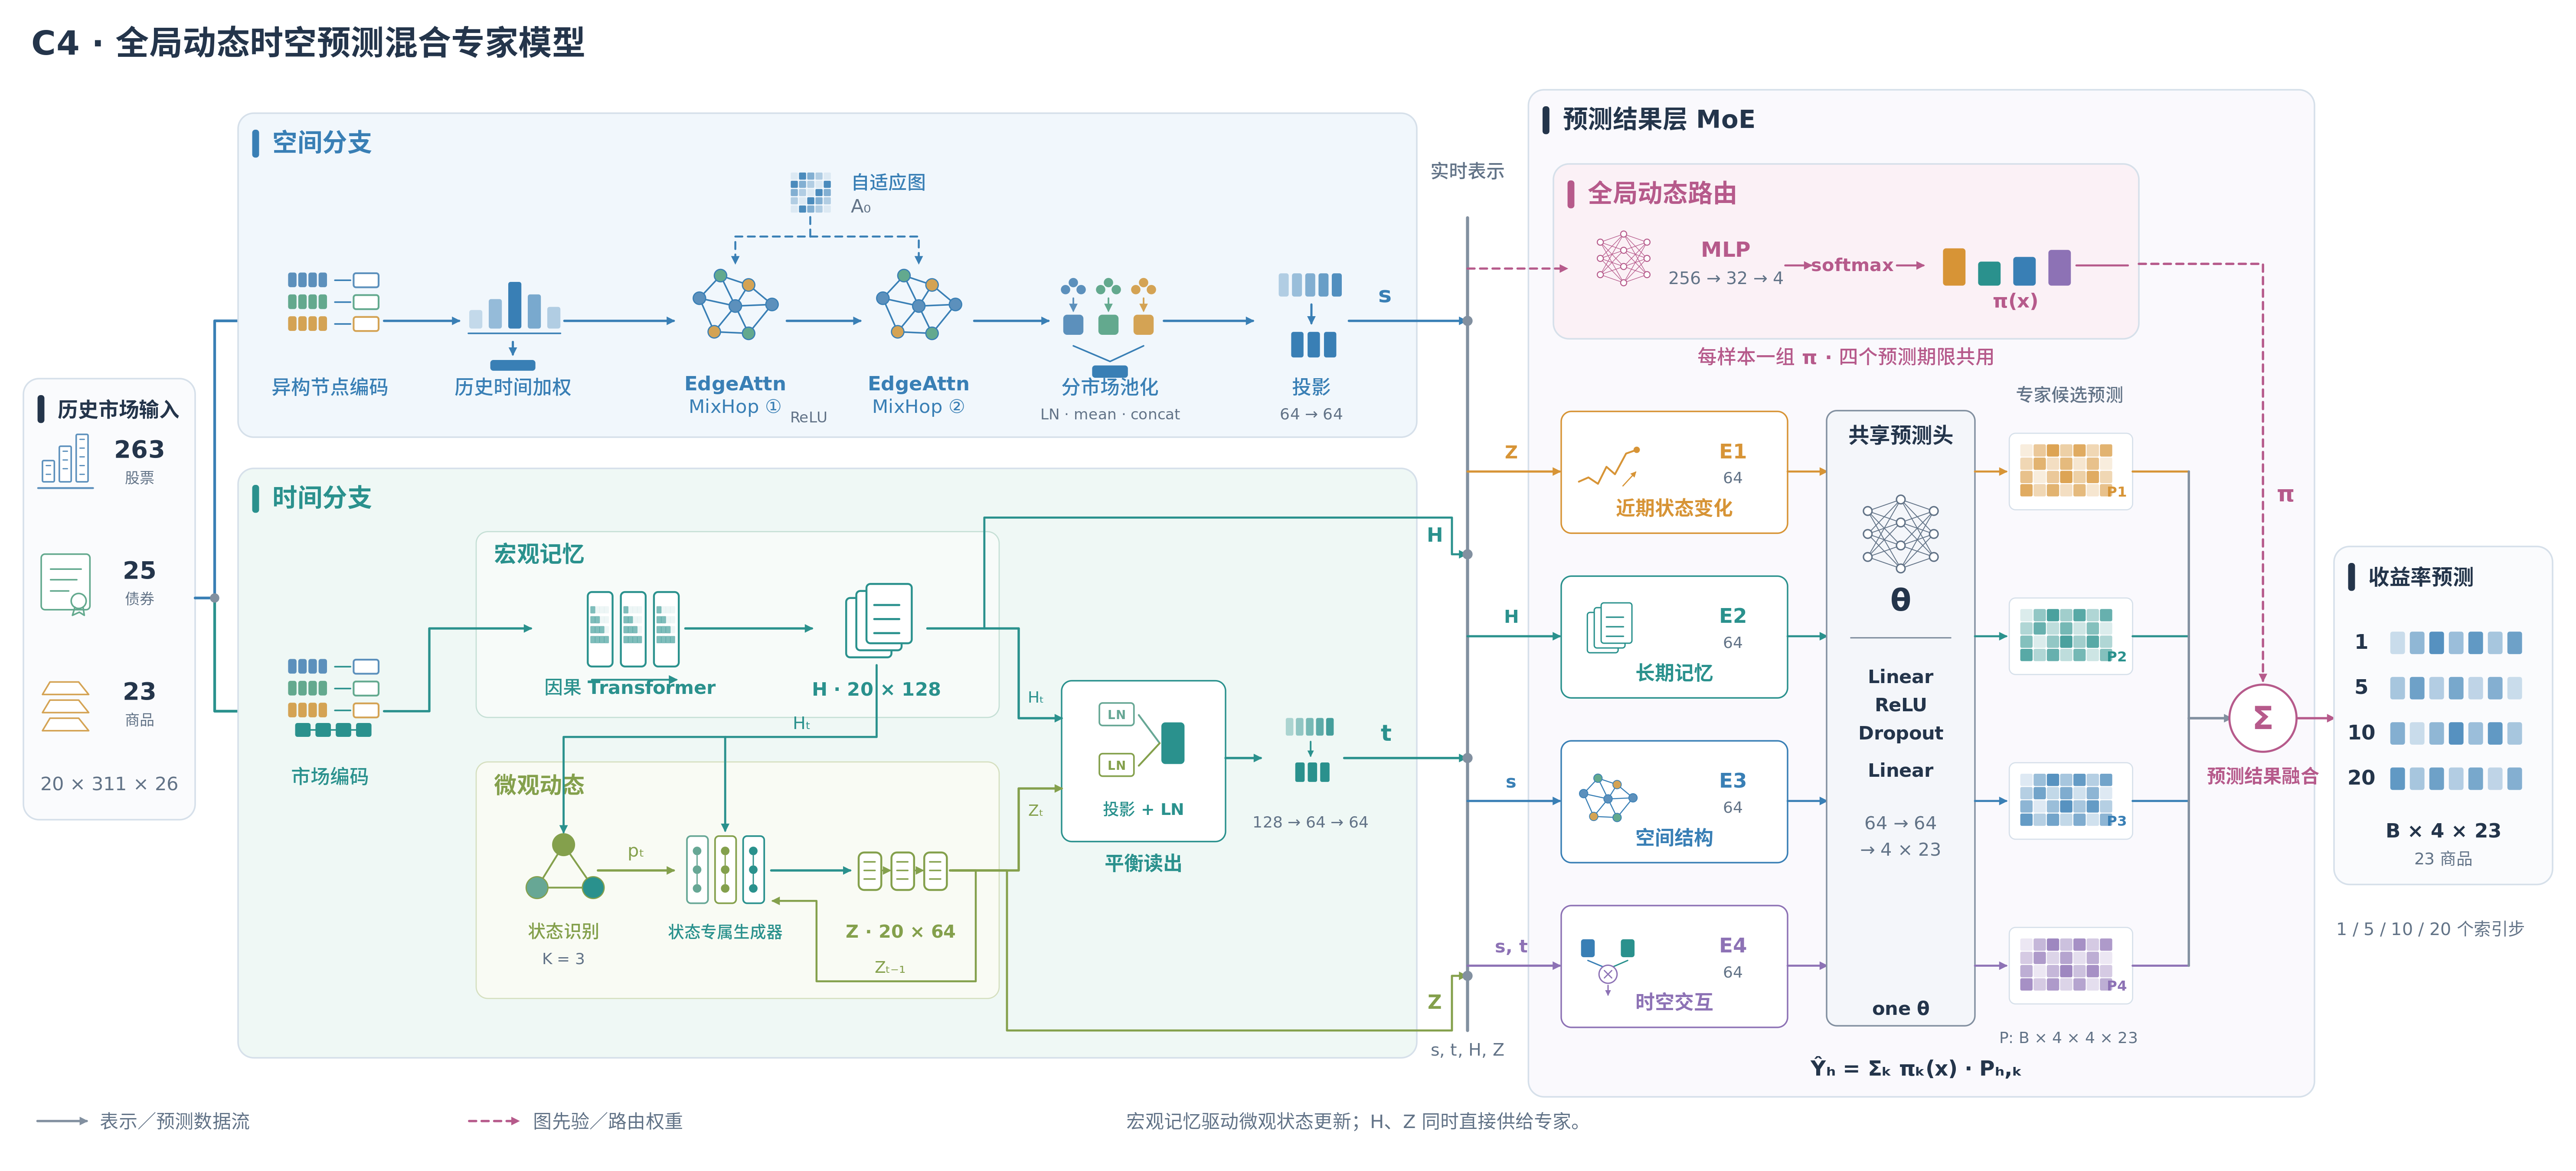 C4 · 全局动态时空预测混合专家模型
历史市场输入
263
股票
25
债券
23
商品
20 × 311 × 26
空间分支
自适应图
A₀
异构节点编码
历史时间加权
EdgeAttn
MixHop ①
ReLU
EdgeAttn
MixHop ②
分市场池化
LN · mean · concat
投影
64 → 64
s
时间分支
市场编码
宏观记忆
因果 Transformer
H · 20 × 128
Hₜ
微观动态
状态识别
K = 3
pₜ
状态专属生成器
Z · 20 × 64
Zₜ₋₁
Hₜ
Zₜ
LN
LN
投影 + LN
平衡读出
128 → 64 → 64
t
实时表示
H
Z
s, t, H, Z
预测结果层 MoE
全局动态路由
MLP
256 → 32 → 4
softmax
π(x)
每样本一组 π · 四个预测期限共用
专家候选预测
Z
E1
64
近期状态变化
H
E2
64
长期记忆
s
E3
64
空间结构
s, t
E4
64
时空交互
共享预测头
θ
Linear
ReLU
Dropout
Linear
64 → 64
→ 4 × 23
one θ
P1
P2
P3
P4
P: B × 4 × 4 × 23
Ŷₕ = Σₖ πₖ(x) · Pₕ,ₖ
π
Σ
预测结果融合
收益率预测
1
5
10
20
B × 4 × 23
23 商品
1 / 5 / 10 / 20 个索引步
表示／预测数据流
图先验／路由权重
宏观记忆驱动微观状态更新；H、Z 同时直接供给专家。